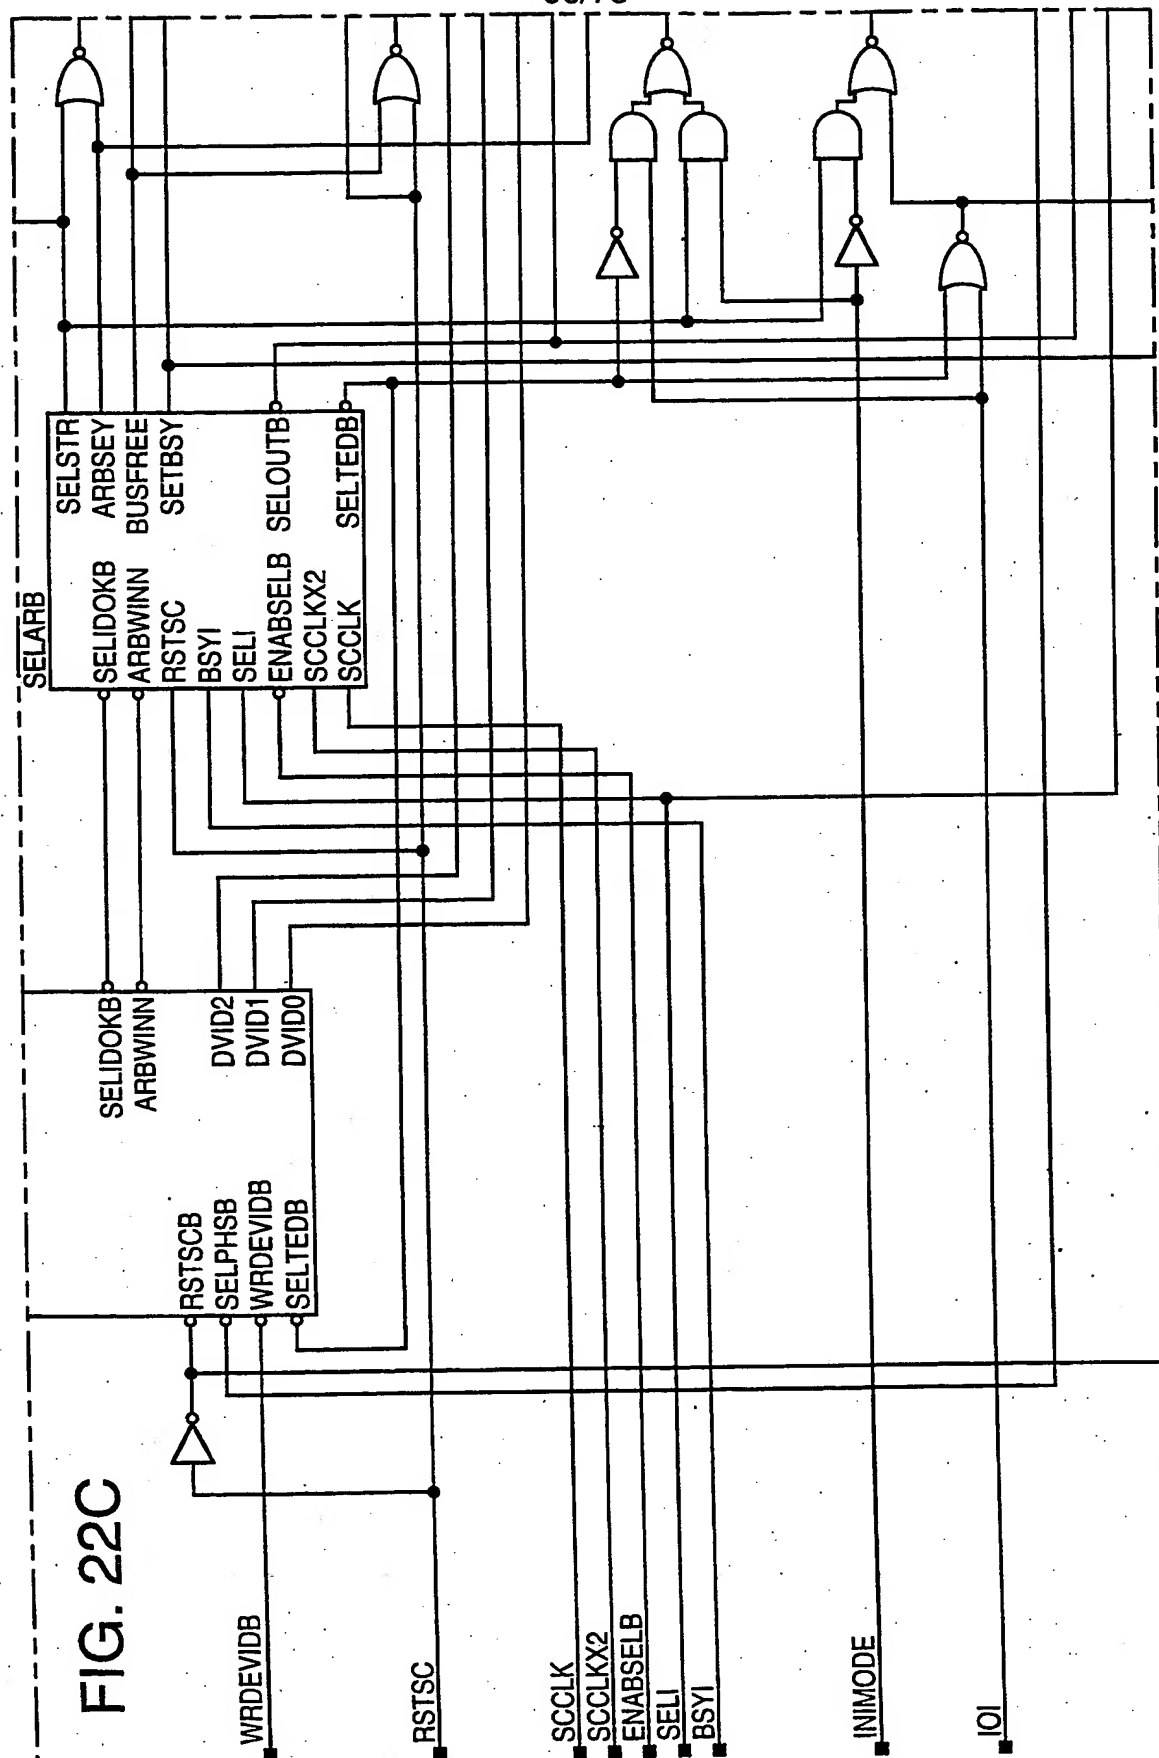 FIG. 22C
WRDEVIDB
RSTSC
SCCLK
SCCLKX2
ENABSELB
SELI
BSYI
INIMODE
IOI
RSTSCB
SELPHSB
WRDEVIDB
SELTEDB
SELIDOKB
ARBWINN
DVID2
DVID1
DVID0
SELARB
SELIDOKB
ARBWINN
RSTSC
BSYI
SELI
ENABSELB
SCCLKX2
SCCLK
SELSTR
ARBSEY
BUSFREE
SETBSY
SELOUTB
SELTEDB